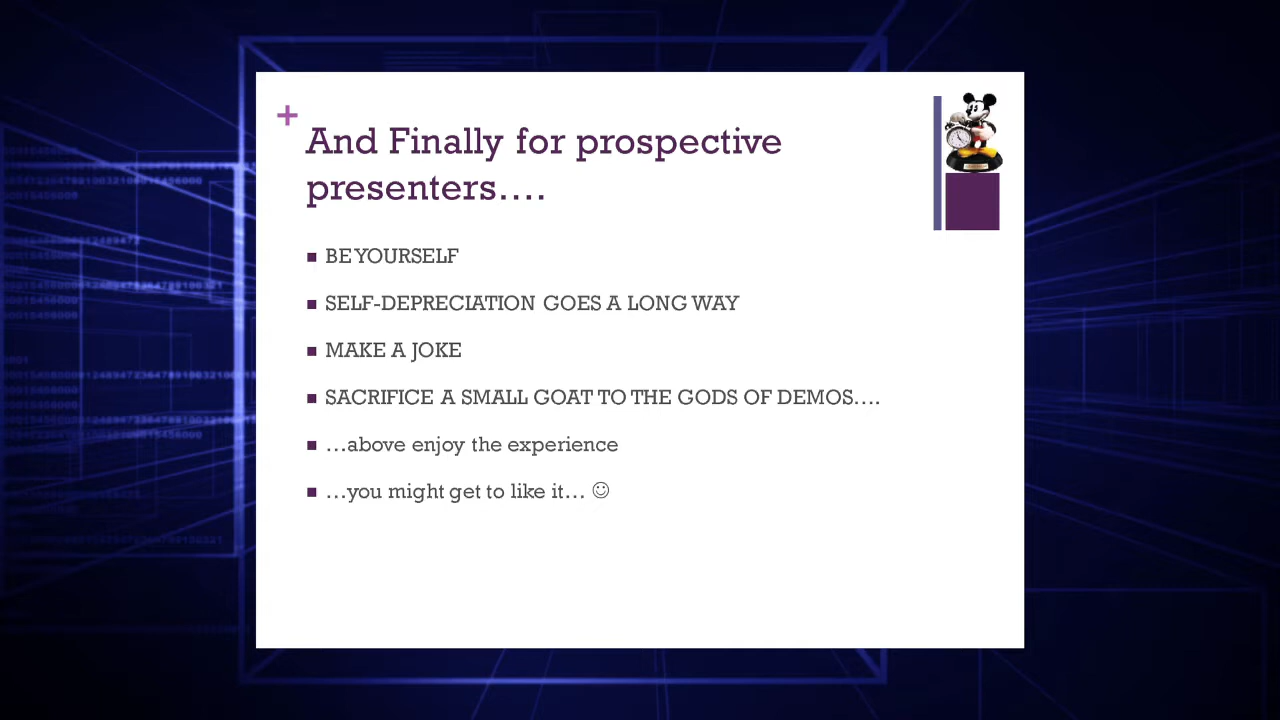 +
And Finally for prospective
presenters….
BE YOURSELF
SELF-DEPRECIATION GOES A LONG WAY
MAKE A JOKE
SACRIFICE A SMALL GOAT TO THE GODS OF DEMOS….
…above enjoy the experience
…you might get to like it… ☺